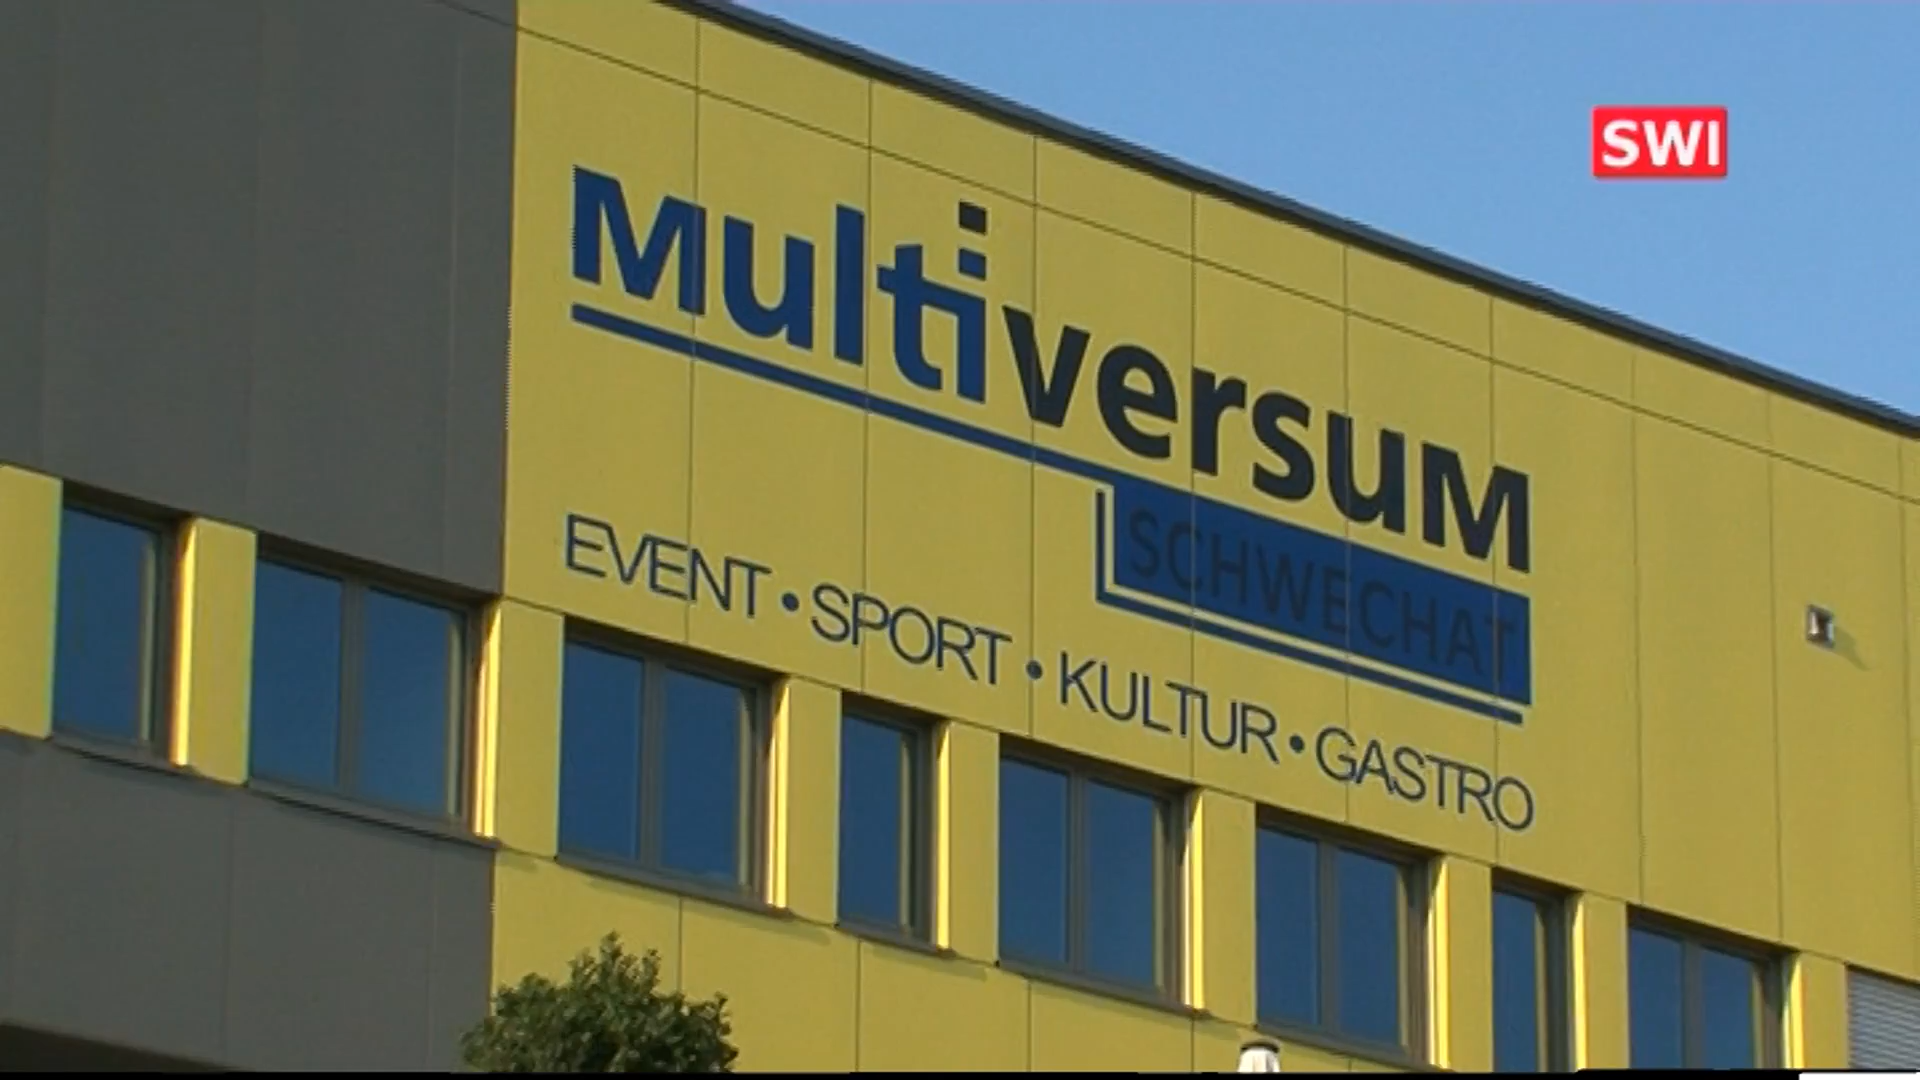 SWI
MultiversuM
SCHWECHAT
EVENT • SPORT • KULTUR • GASTRO